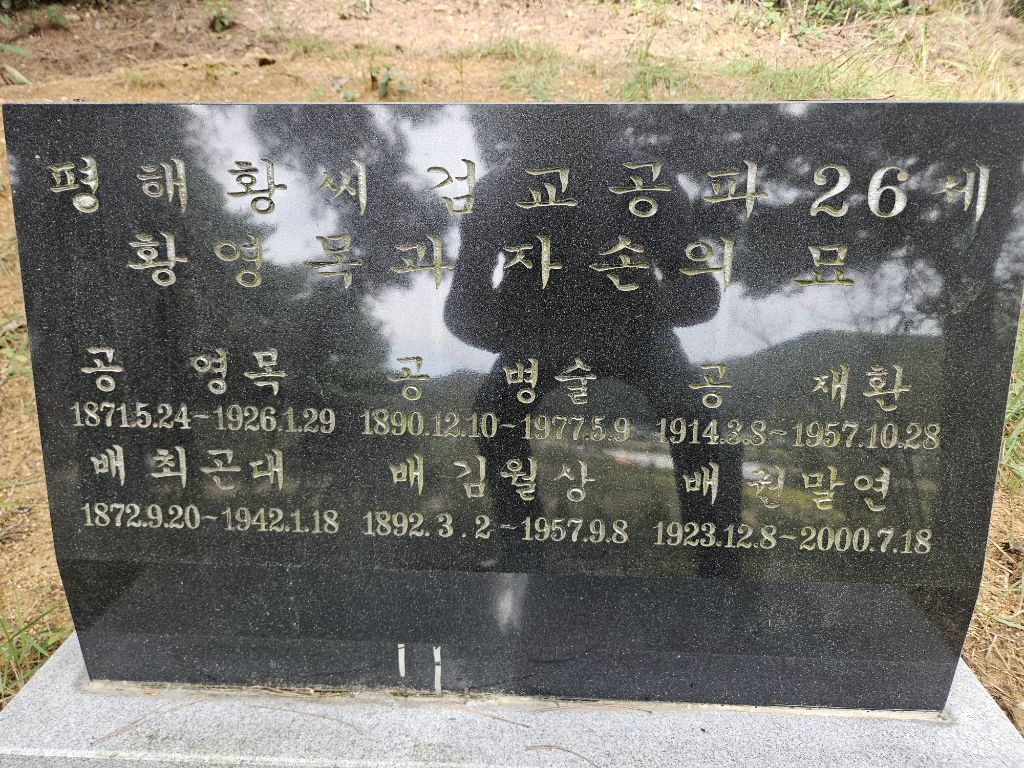 평해황씨 검교공파 26세
황영목과 자손의 묘
공 영목 공 병술 공 재환
1871.5.24~1926.1.29 1890.12.10~1977.5.9 1914.3.8~1957.10.28
배최곤대 배 김월상 배 말연
1872.9.20~1942.1.18 1892.3.2~1957.9.8 1923.12.8~2000.7.18